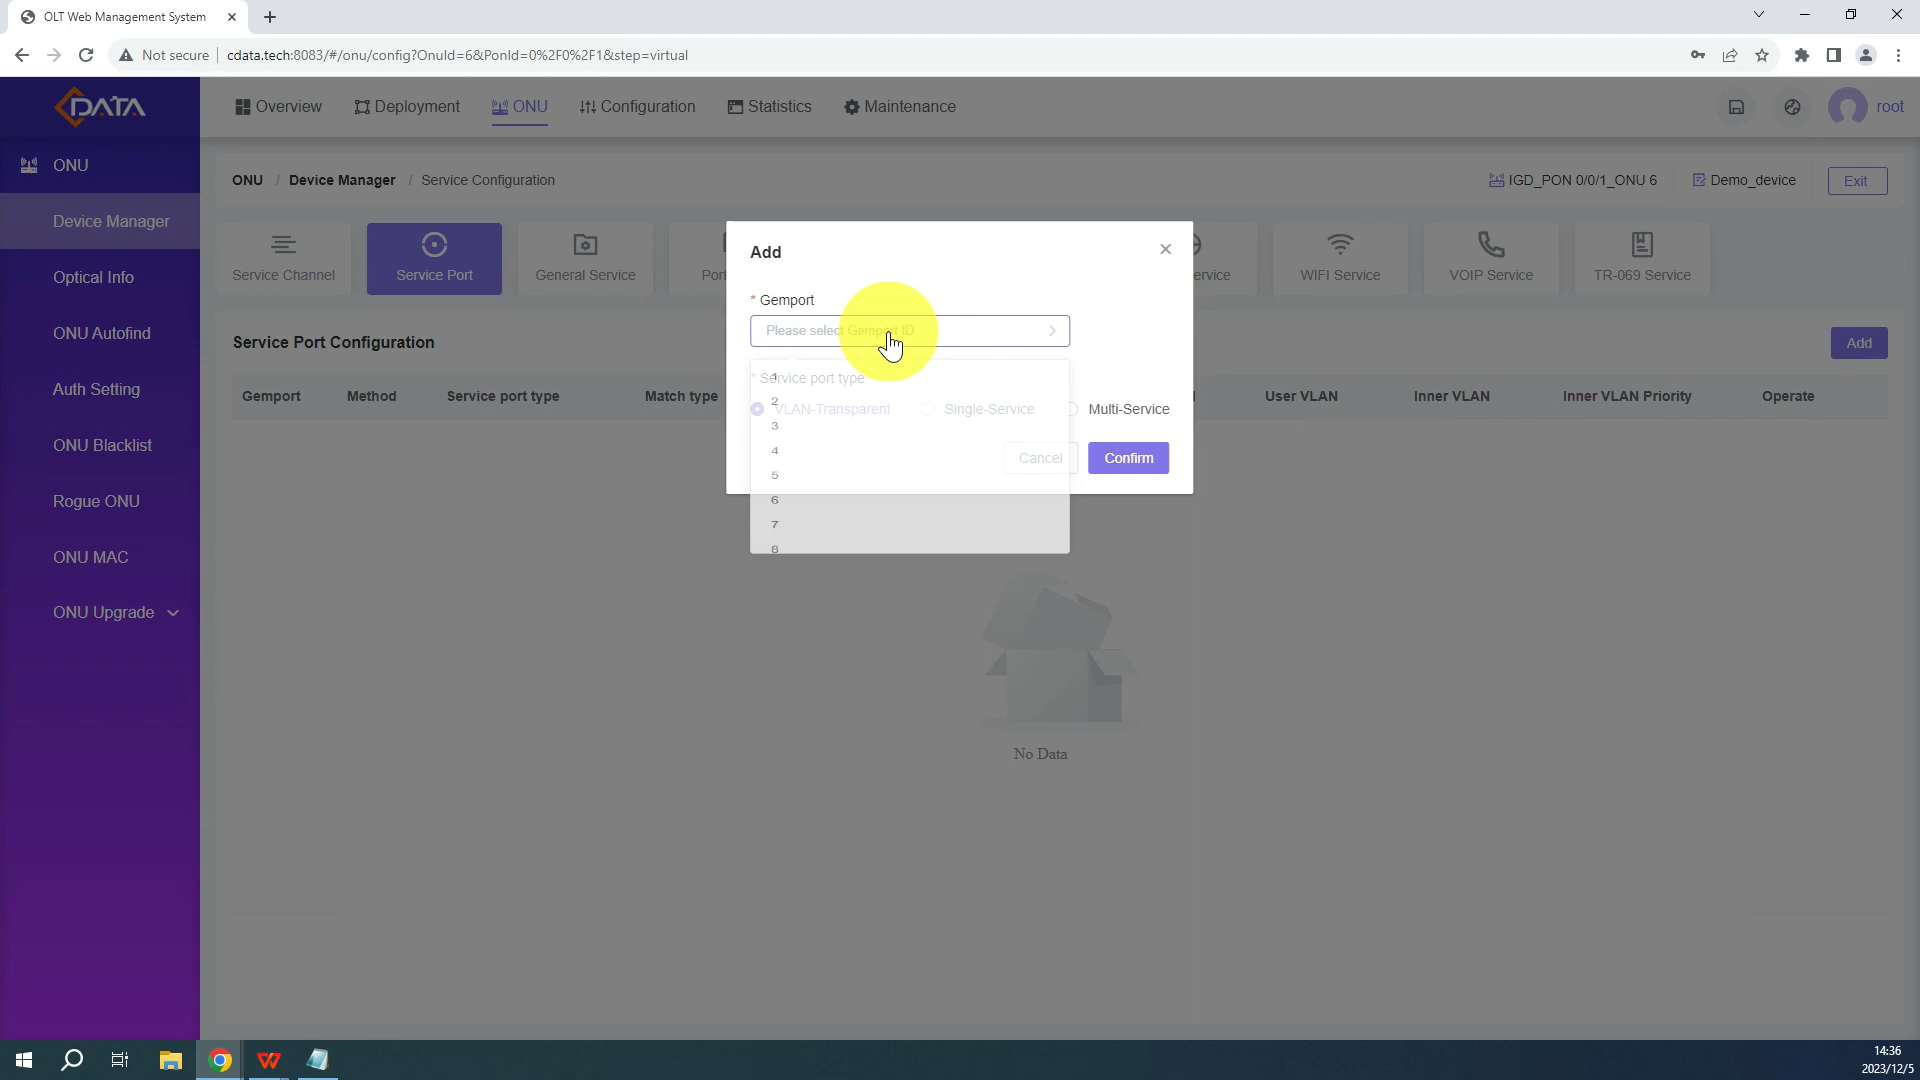 OLT Web Management System
Not secure
cdata.tech:8083/#/onu/config?OnuId=6&PonId=0%2F0%2F1&step=virtual
DATA
Overview
Deployment
ONU
Configuration
Statistics
Maintenance
root
ONU
Device Manager
Optical Info
ONU Autofind
Auth Setting
ONU Blacklist
Rogue ONU
ONU MAC
ONU Upgrade
ONU / Device Manager / Service Configuration
IGD_PON 0/0/1_ONU 6
Demo_device
Exit
Service Channel
Service Port
General Service
Port
ervice
WIFI Service
VOIP Service
TR-069 Service
Service Port Configuration
Add
Gemport
Method
Service port type
Match type
User VLAN
Inner VLAN
Inner VLAN Priority
Operate
No Data
Add
* Gemport
Please select Gemport ID
* Service port type
VLAN-Transparent
Single-Service
Multi-Service
Cancel
Confirm
1
2
3
4
5
6
7
8
14:36
2023/12/5